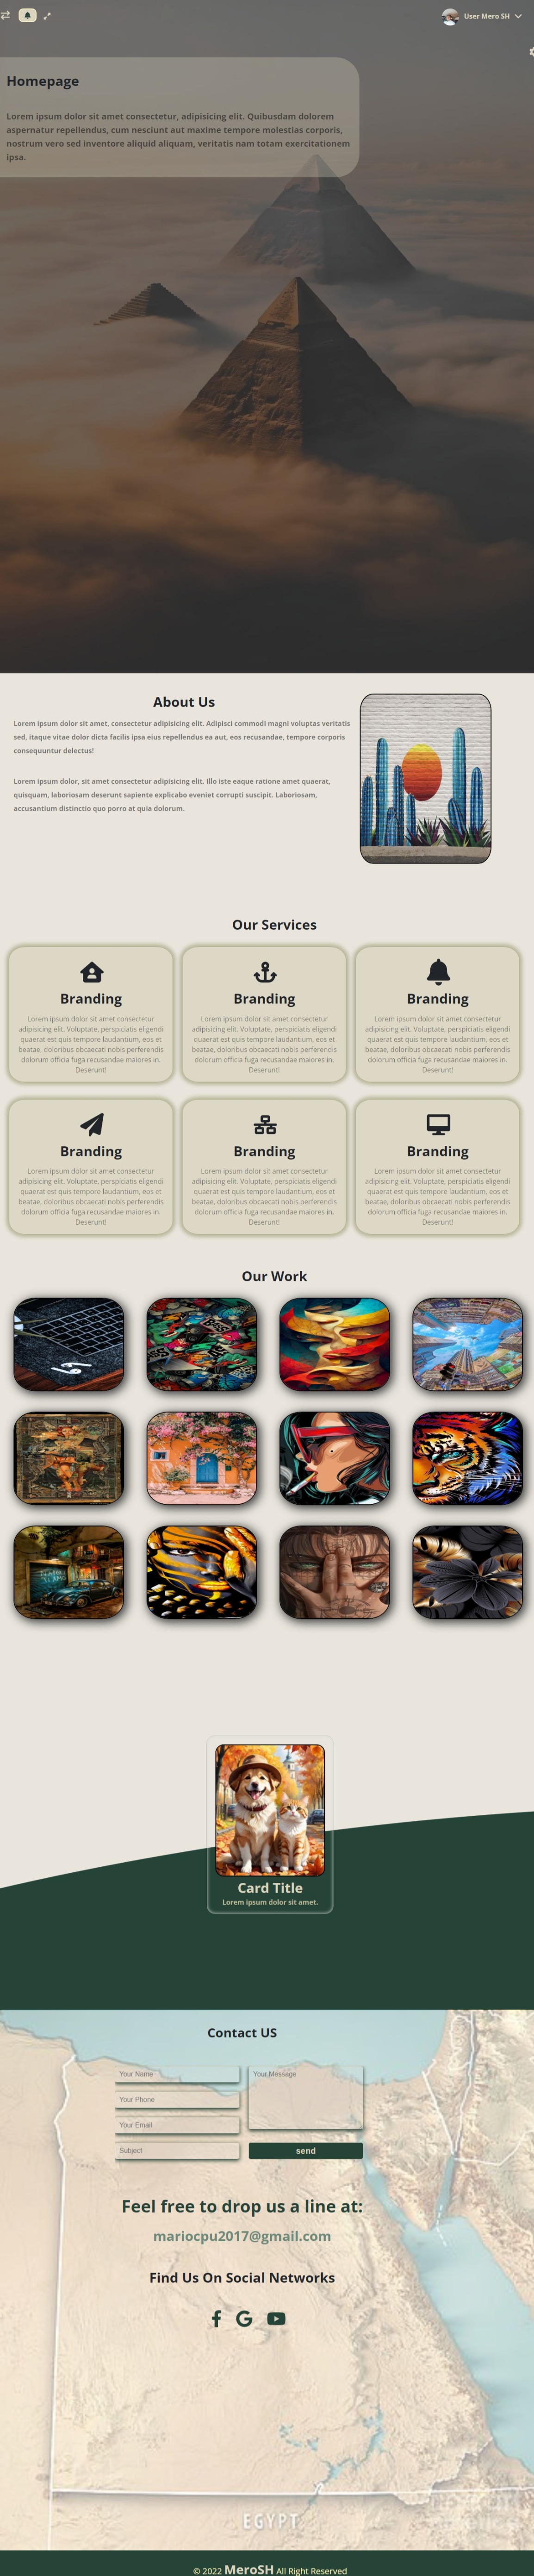 User Mero SH
Homepage
Lorem ipsum dolor sit amet consectetur, adipisicing elit. Quibusdam dolorem
aspernatur repellendus, cum nesciunt aut maxime tempore molestias corporis,
nostrum vero sed inventore aliquid aliquam, veritatis nam totam exercitationem
ipsa.
About Us
Lorem ipsum dolor sit amet, consectetur adipisicing elit. Adipisci commodi magni voluptas veritatis
sed, itaque vitae dolor dicta facilis ipsa eius repellendus ea aut, eos recusandae, tempore corporis
consequuntur delectus!
Lorem ipsum dolor, sit amet consectetur adipisicing elit. Illo iste eaque ratione amet quaerat,
quisquam, laboriosam deserunt sapiente explicabo eveniet corrupti suscipit. Laboriosam,
accusantium distinctio quo porro at quia dolorum.
Our Services
Branding
Lorem ipsum dolor sit amet consectetur
adipisicing elit. Voluptate, perspiciatis eligendi
quaerat est quis tempore laudantium, eos et
beatae, doloribus obcaecati nobis perferendis
dolorum officia fuga recusandae maiores in.
Deserunt!
Branding
Lorem ipsum dolor sit amet consectetur
adipisicing elit. Voluptate, perspiciatis eligendi
quaerat est quis tempore laudantium, eos et
beatae, doloribus obcaecati nobis perferendis
dolorum officia fuga recusandae maiores in.
Deserunt!
Branding
Lorem ipsum dolor sit amet consectetur
adipisicing elit. Voluptate, perspiciatis eligendi
quaerat est quis tempore laudantium, eos et
beatae, doloribus obcaecati nobis perferendis
dolorum officia fuga recusandae maiores in.
Deserunt!
Branding
Lorem ipsum dolor sit amet consectetur
adipisicing elit. Voluptate, perspiciatis eligendi
quaerat est quis tempore laudantium, eos et
beatae, doloribus obcaecati nobis perferendis
dolorum officia fuga recusandae maiores in.
Deserunt!
Branding
Lorem ipsum dolor sit amet consectetur
adipisicing elit. Voluptate, perspiciatis eligendi
quaerat est quis tempore laudantium, eos et
beatae, doloribus obcaecati nobis perferendis
dolorum officia fuga recusandae maiores in.
Deserunt!
Branding
Lorem ipsum dolor sit amet consectetur
adipisicing elit. Voluptate, perspiciatis eligendi
quaerat est quis tempore laudantium, eos et
beatae, doloribus obcaecati nobis perferendis
dolorum officia fuga recusandae maiores in.
Deserunt!
Our Work
Card Title
Lorem ipsum dolor sit amet.
Contact US
Your Name
Your Message
Your Phone
Your Email
Subject
send
Feel free to drop us a line at:
mariocpu2017@gmail.com
Find Us On Social Networks
EGYPT
© 2022 MeroSH All Right Reserved